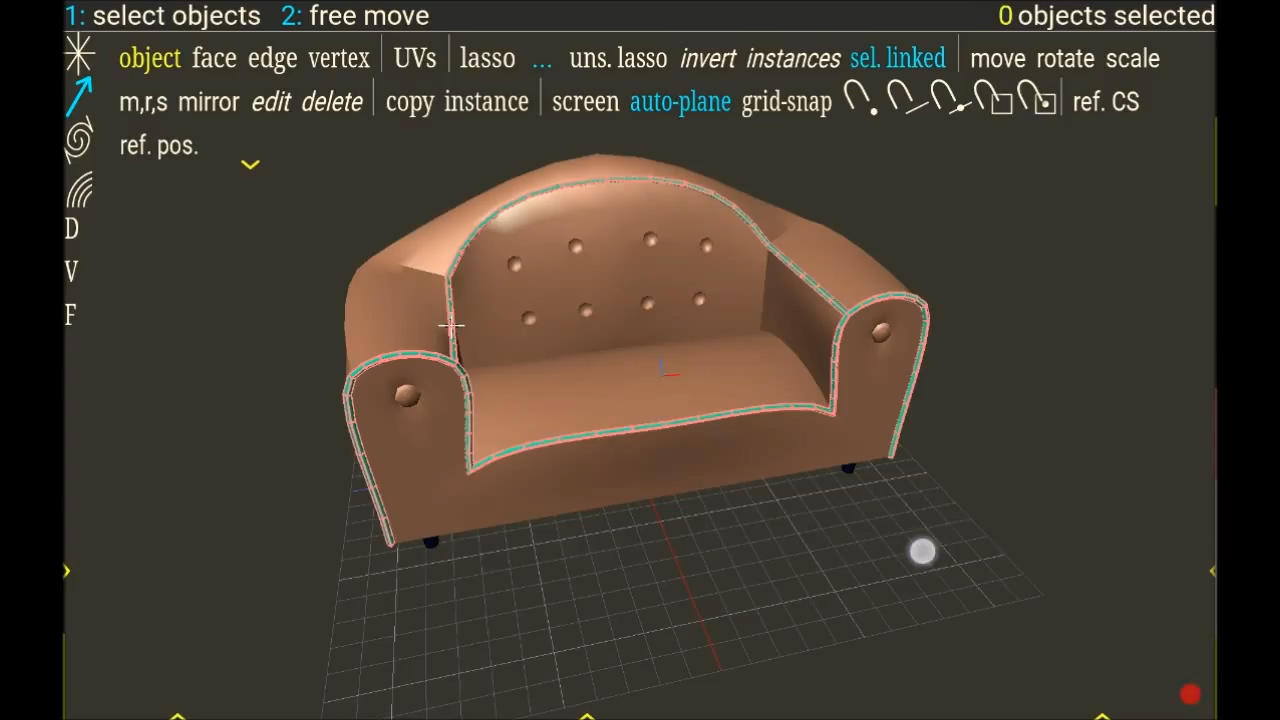 1: select objects 2: free move 0 objects selected
object face edge vertex UVs lasso ... uns. lasso invert instances sel. linked move rotate scale
m,r,s mirror edit delete copy instance screen auto-plane grid-snap ref. CS
ref. pos.
D
V
F